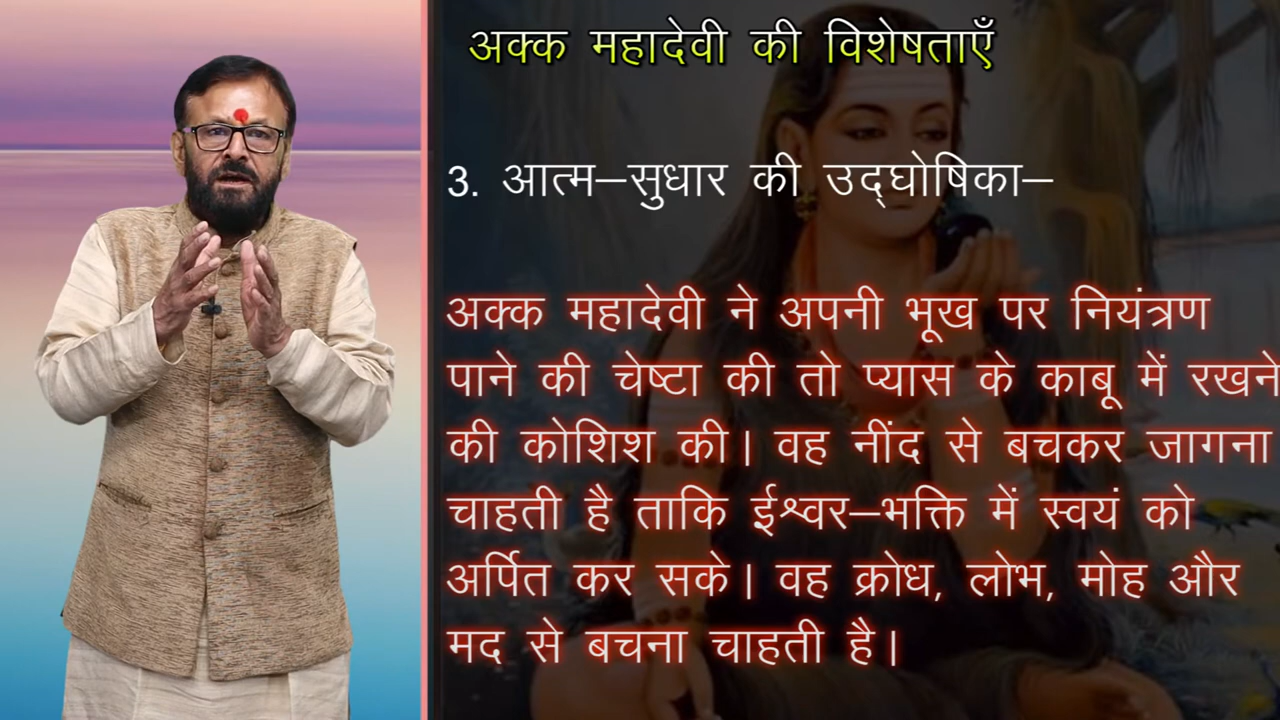 अक्क महादेवी की विशेषताएँ
3. आत्म–सुधार की उद्घोषिका–
अक्क महादेवी ने अपनी भूख पर नियंत्रण
पाने की चेष्टा की तो प्यास के काबू में रखने
की कोशिश की। वह नींद से बचकर जागना
चाहती है ताकि ईश्वर–भक्ति में स्वयं को
अर्पित कर सके। वह क्रोध, लोभ, मोह और
मद से बचना चाहती है।